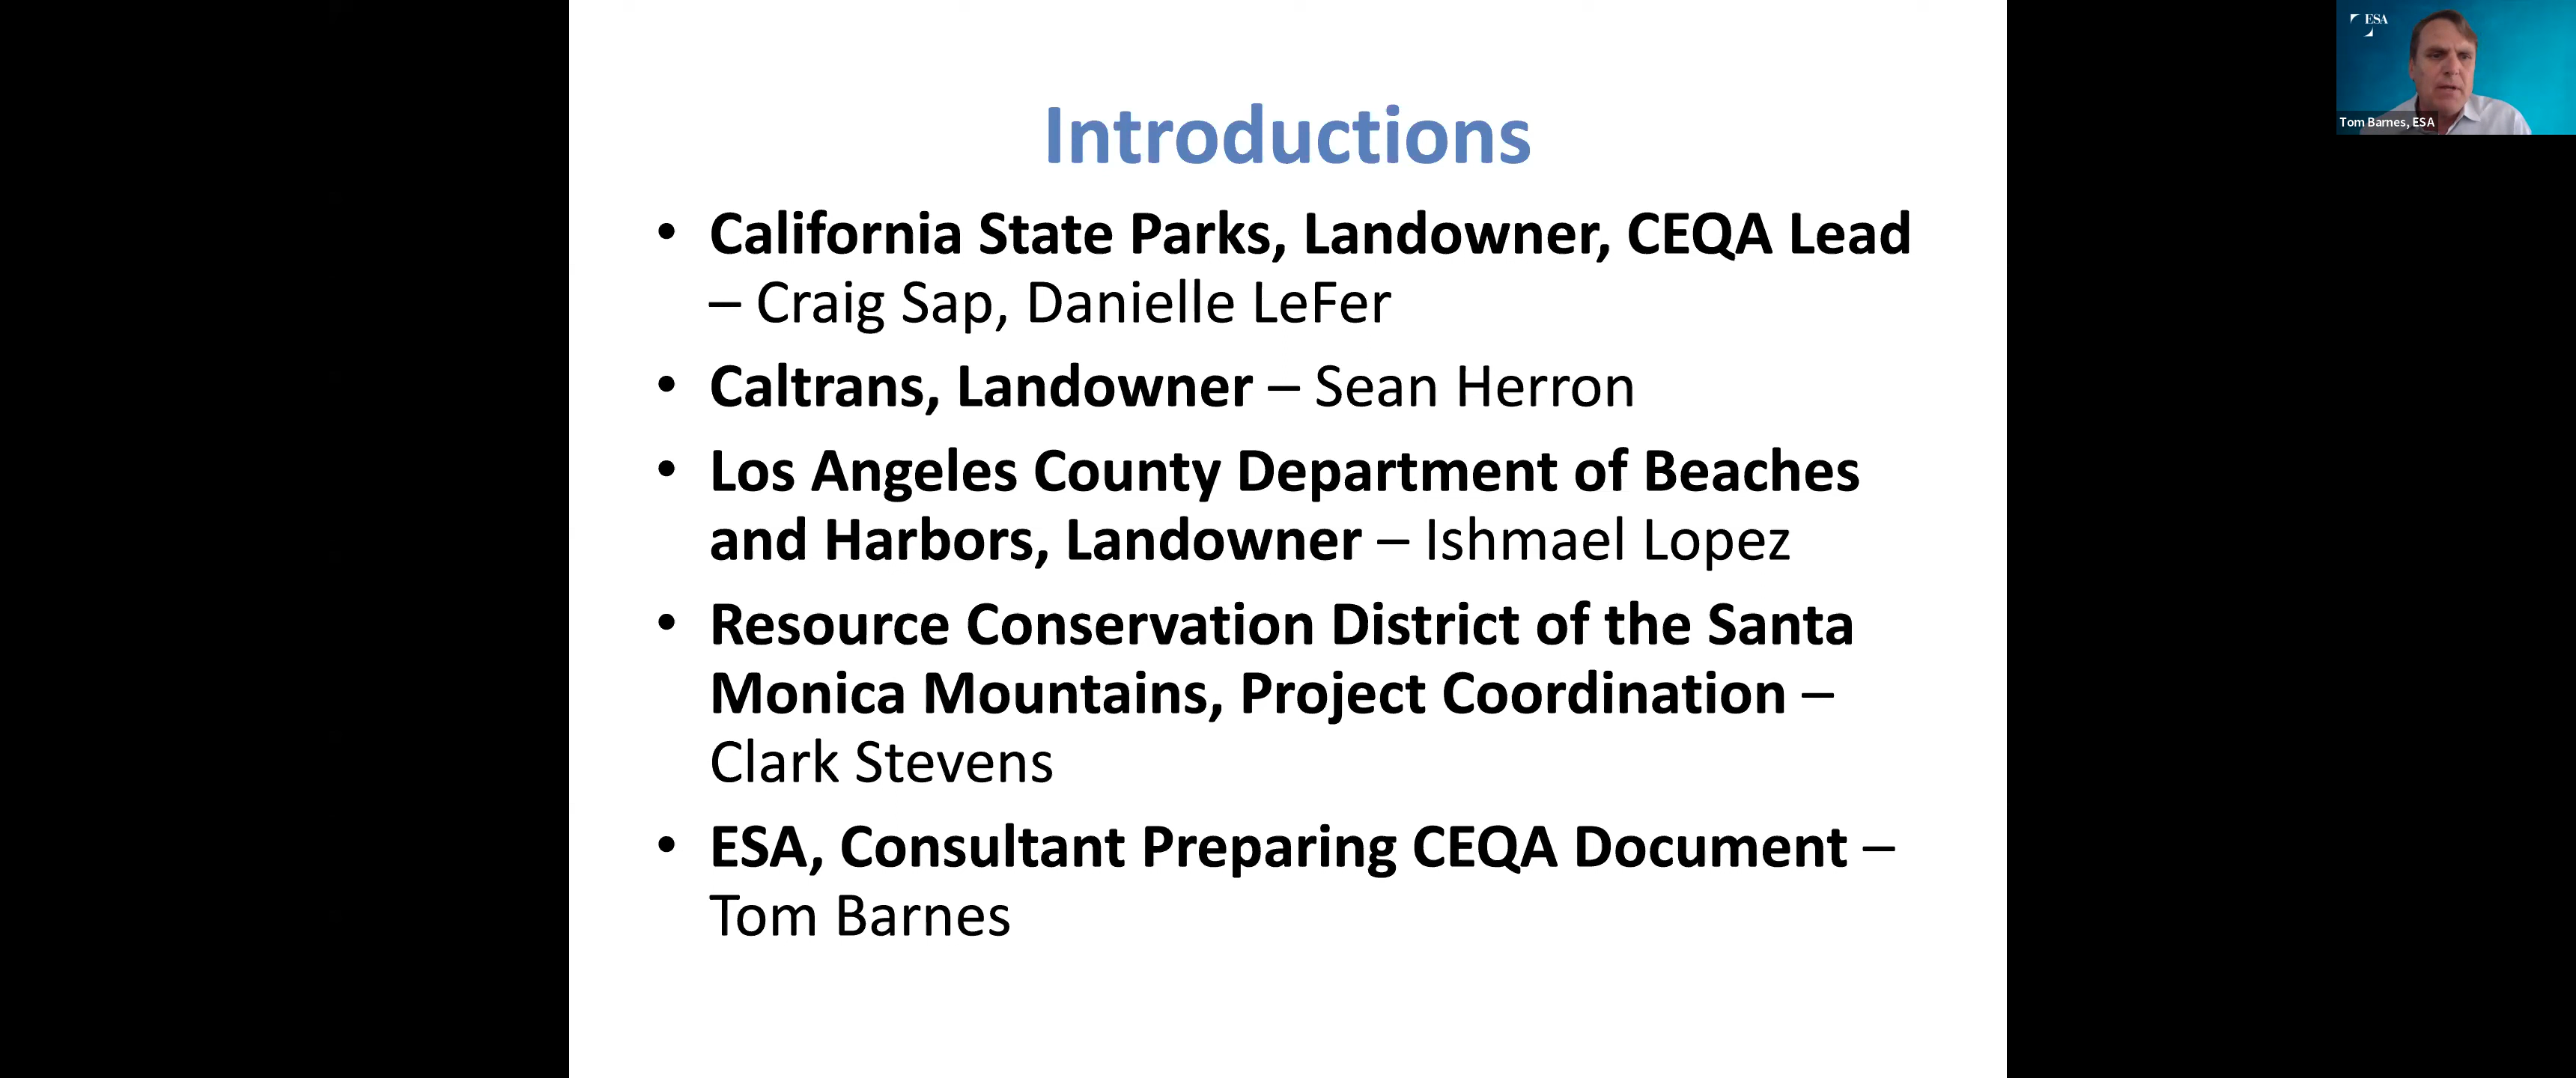 Introductions
• California State Parks, Landowner, CEQA Lead
– Craig Sap, Danielle LeFer
• Caltrans, Landowner – Sean Herron
• Los Angeles County Department of Beaches
and Harbors, Landowner – Ishmael Lopez
• Resource Conservation District of the Santa
Monica Mountains, Project Coordination –
Clark Stevens
• ESA, Consultant Preparing CEQA Document –
Tom Barnes
ESA
Tom Barnes, ESA